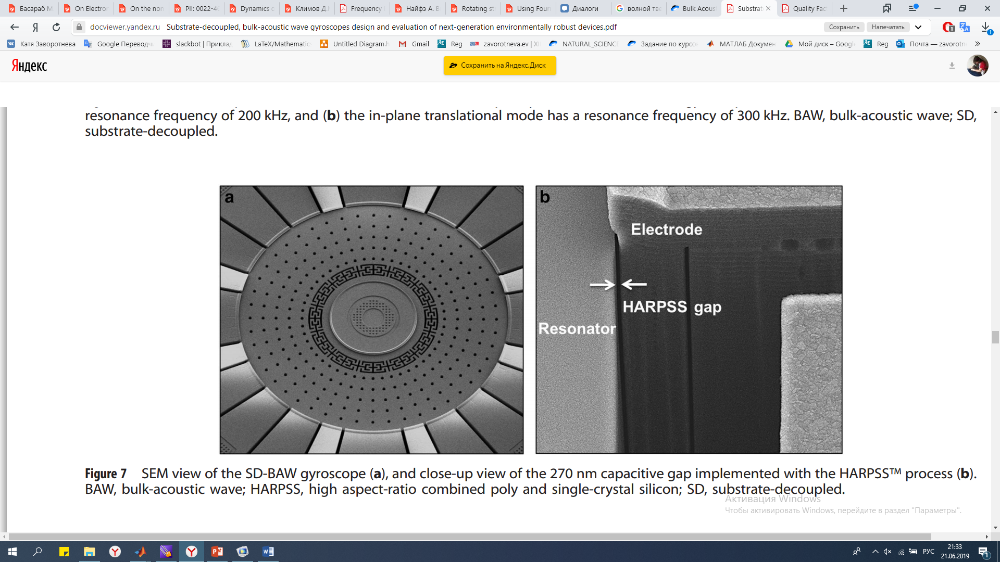 Басараб М
On Electron
On the non
PII: 0022-4
Dynamics o
Климов Д.
Frequency
Найфэ А. В
Rotating st
Using Four
Диалоги
волной тве
Bulk Acous
Substrat
Quality Fac
docviewer.yandex.ru Substrate-decoupled, bulk-acoustic wave gyroscopes design and evaluation of next-generation environmentally robust devices.pdf
Сохранить
Напечатать
Катя Заворотнева
Google Переводч
slackbot | Приклад
LaTeX/Mathematic
Untitled Diagram.h
Gmail
Reg
zavorotneva.ev | XI
NATURAL_SCIENCE
Задание по курсо
МАТЛАБ Докумен
Мой диск – Googl
Reg
Почта — zavorotn
Яндекс
Сохранить на Яндекс.Диск
resonance frequency of 200 kHz, and (b) the in-plane translational mode has a resonance frequency of 300 kHz. BAW, bulk-acoustic wave; SD,
substrate-decoupled.
a
b
Electrode
HARPSS gap
Resonator
Figure 7 SEM view of the SD-BAW gyroscope (a), and close-up view of the 270 nm capacitive gap implemented with the HARPSS™ process (b).
BAW, bulk-acoustic wave; HARPSS, high aspect-ratio combined poly and single-crystal silicon; SD, substrate-decoupled.
Активация Windows
Чтобы активировать Windows, перейдите в раздел "Параметры".
РУС
21:33
21.06.2019